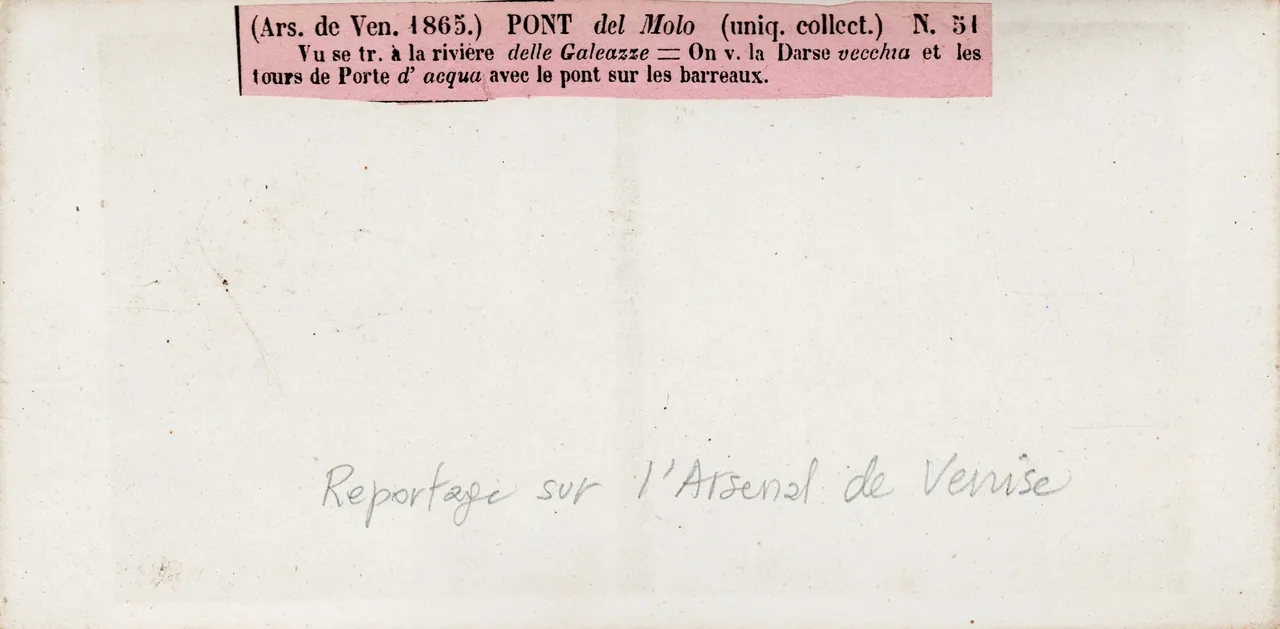 (Ars. de Ven. 1865.) PONT del Molo (uniq. collect.) N. 51
Vu se tr. à la rivière delle Galeazze = On v. la Darse vecchia et les
tours de Porte d' acqua avec le pont sur les barreaux.
Reportage sur l'Arsenal de Venise